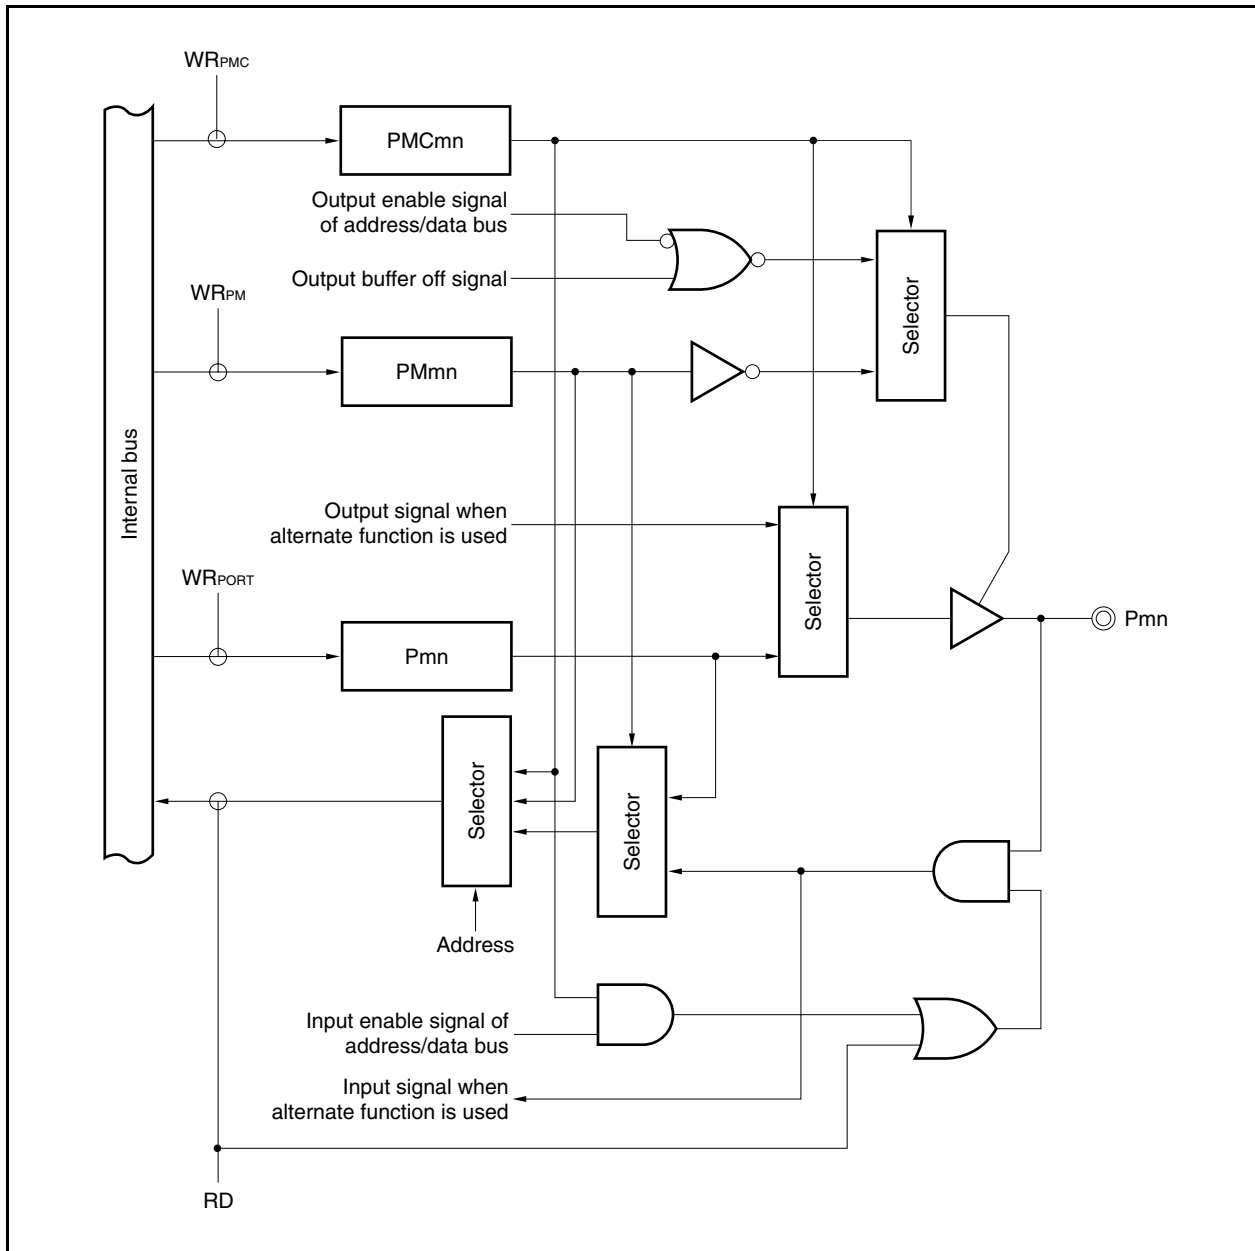 WRPMC
PMCmn
Output enable signal
of address/data bus
Output buffer off signal
Selector
WRPM
PMmn
Internal bus
Output signal when
alternate function is used
Selector
WRPORT
Pmn
Pmn
Selector
Selector
Address
Input enable signal of
address/data bus
Input signal when
alternate function is used
RD